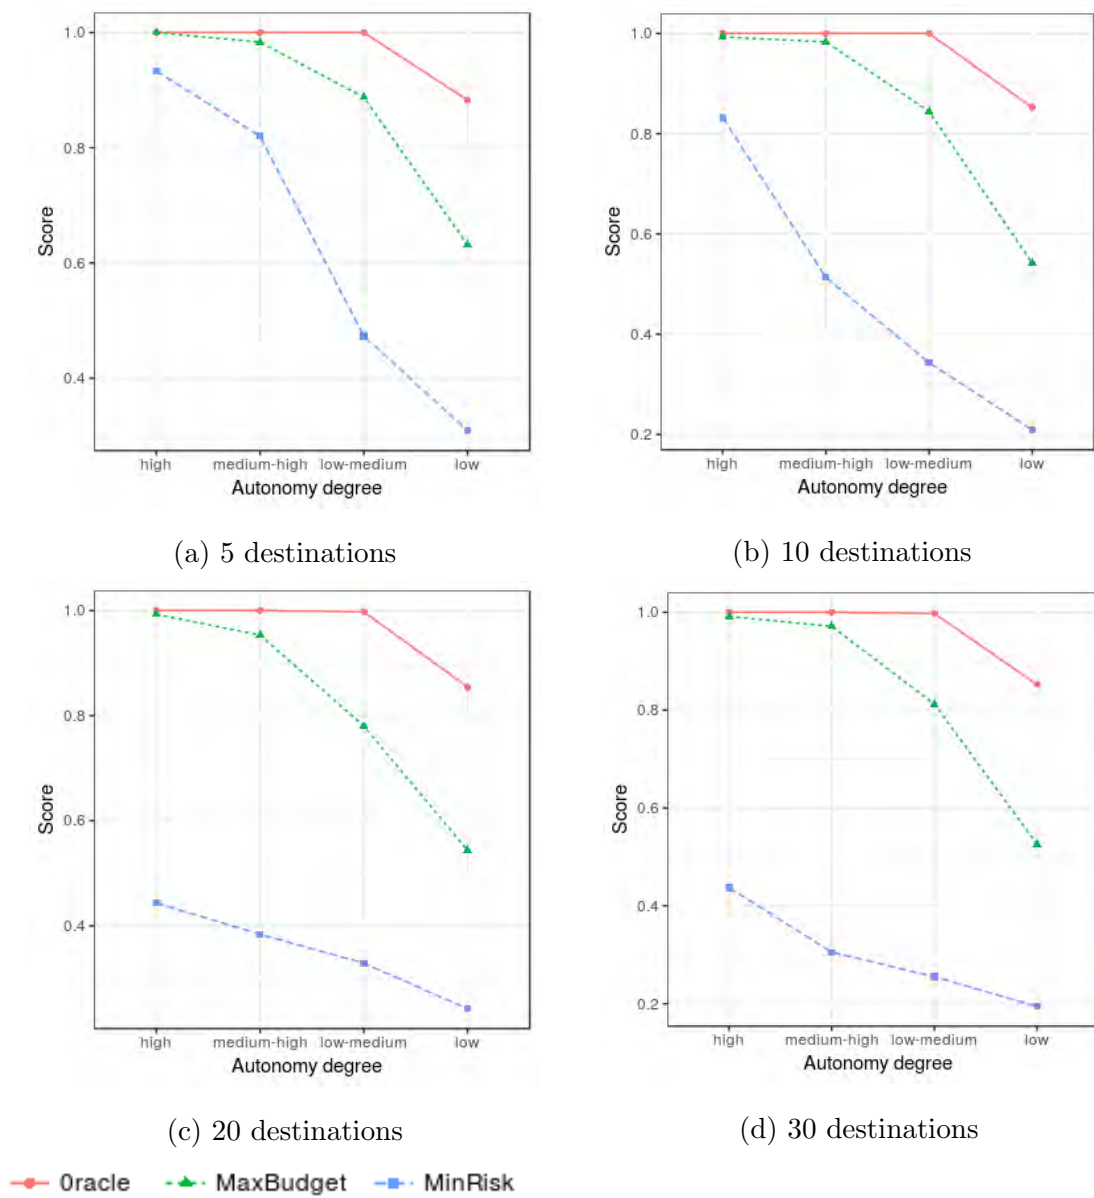 1.0
0.8
0.6
0.4
Score
high medium-high low-medium low
Autonomy degree
(a) 5 destinations
1.0
0.8
0.6
0.4
0.2
Score
high medium-high low-medium low
Autonomy degree
(b) 10 destinations
1.0
0.8
0.6
0.4
Score
high medium-high low-medium low
Autonomy degree
(c) 20 destinations
1.0
0.8
0.6
0.4
0.2
Score
high medium-high low-medium low
Autonomy degree
(d) 30 destinations
0racle MaxBudget MinRisk